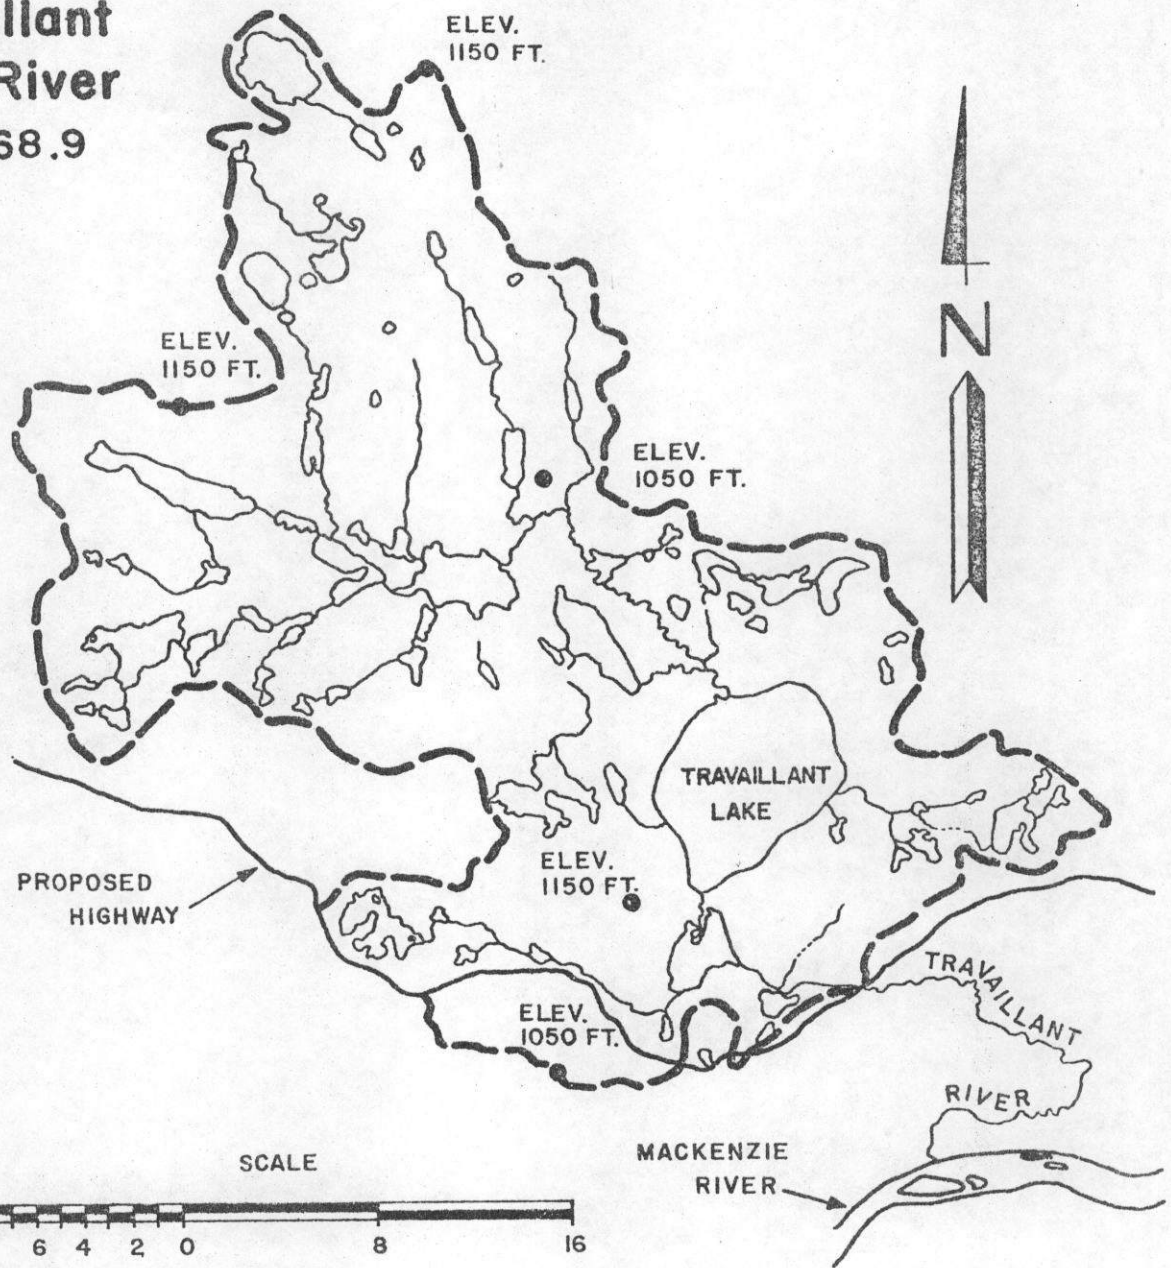 illant
River
68.9
ELEV.
1150 FT.
N
ELEV.
1150 FT.
ELEV.
1050 FT.
TRAVAILLANT
LAKE
ELEV.
1150 FT.
PROPOSED
HIGHWAY
TRAVAILLANT
RIVER
ELEV.
1050 FT.
MACKENZIE
RIVER
SCALE
6 4 2 0 8 16